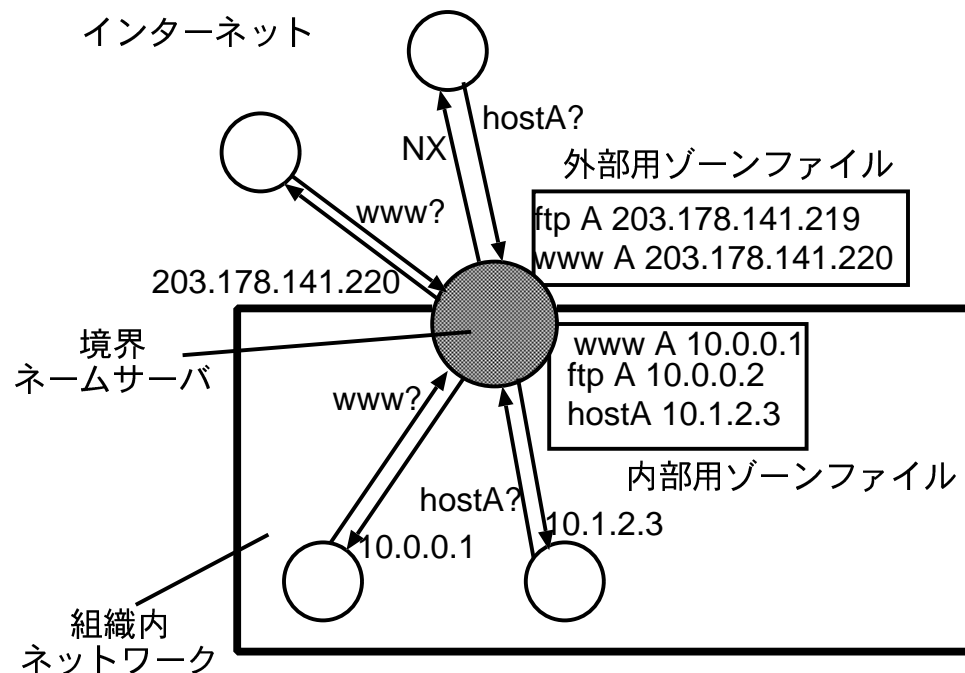 インターネット
hostA?
NX
外部用ゾーンファイル
www?
ftp A 203.178.141.219
www A 203.178.141.220
203.178.141.220
境界
ネームサーバ
www A 10.0.0.1
ftp A 10.0.0.2
hostA 10.1.2.3
www?
内部用ゾーンファイル
hostA?
10.1.2.3
10.0.0.1
組織内
ネットワーク